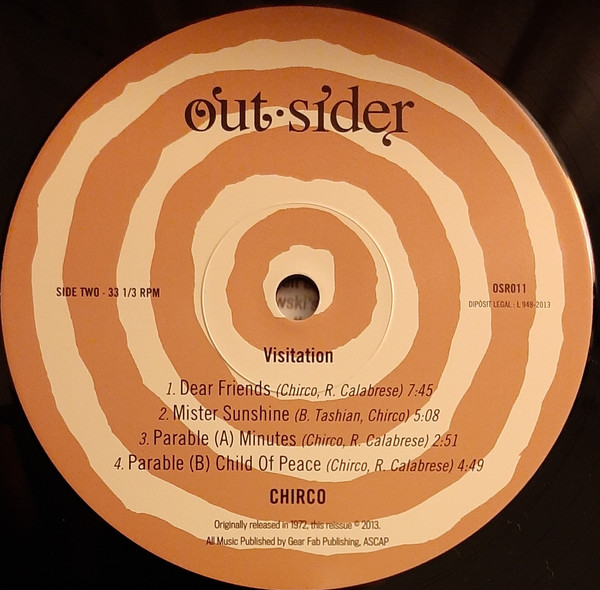 out·sider
SIDE TWO - 33 1/3 RPM
OSR011
DIPÒSIT LEGAL: L 948-2013
Visitation
1. Dear Friends (Chirco, R. Calabrese) 7:45
2. Mister Sunshine (B. Tashian, Chirco) 5:08
3. Parable (A) Minutes (Chirco, R. Calabrese) 2:51
4. Parable (B) Child Of Peace (Chirco, R. Calabrese) 4:49
CHIRCO
Originally released in 1972, this reissue © 2013.
All Music Published by Gear Fab Publishing, ASCAP